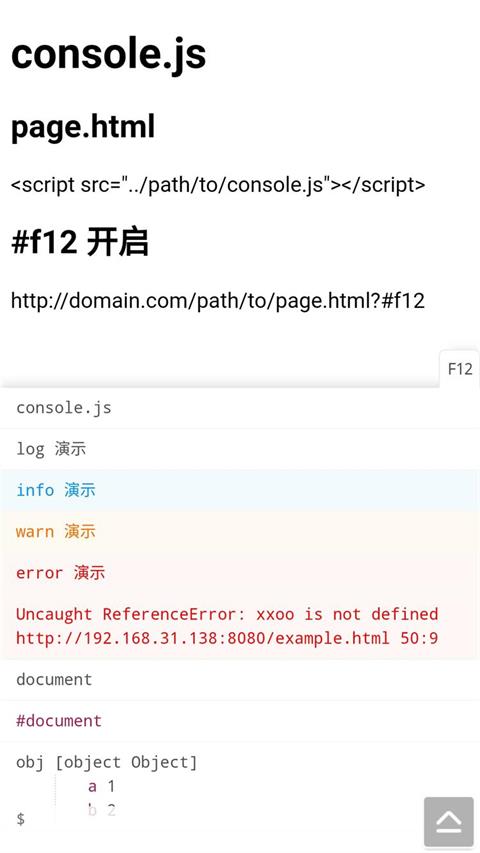 console.js
page.html
<script src="../path/to/console.js"></script>
#f12 开启
http://domain.com/path/to/page.html?#f12
F12
console.js
log 演示
info 演示
warn 演示
error 演示
Uncaught ReferenceError: xxoo is not defined
http://192.168.31.138:8080/example.html 50:9
document
#document
obj [object Object]
a 1
b 2
$